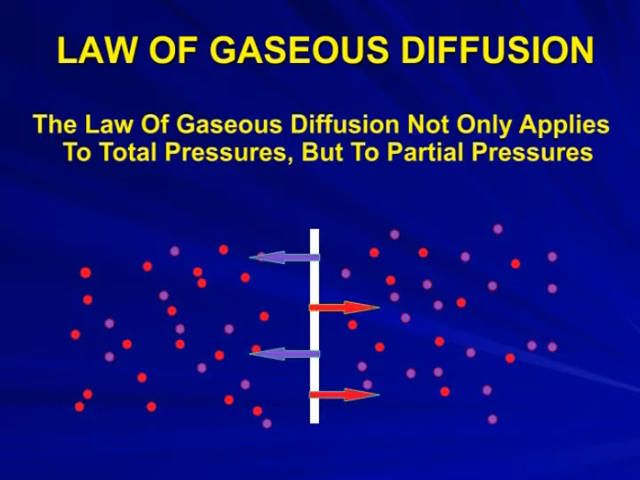 LAW OF GASEOUS DIFFUSION
The Law Of Gaseous Diffusion Not Only Applies
To Total Pressures, But To Partial Pressures